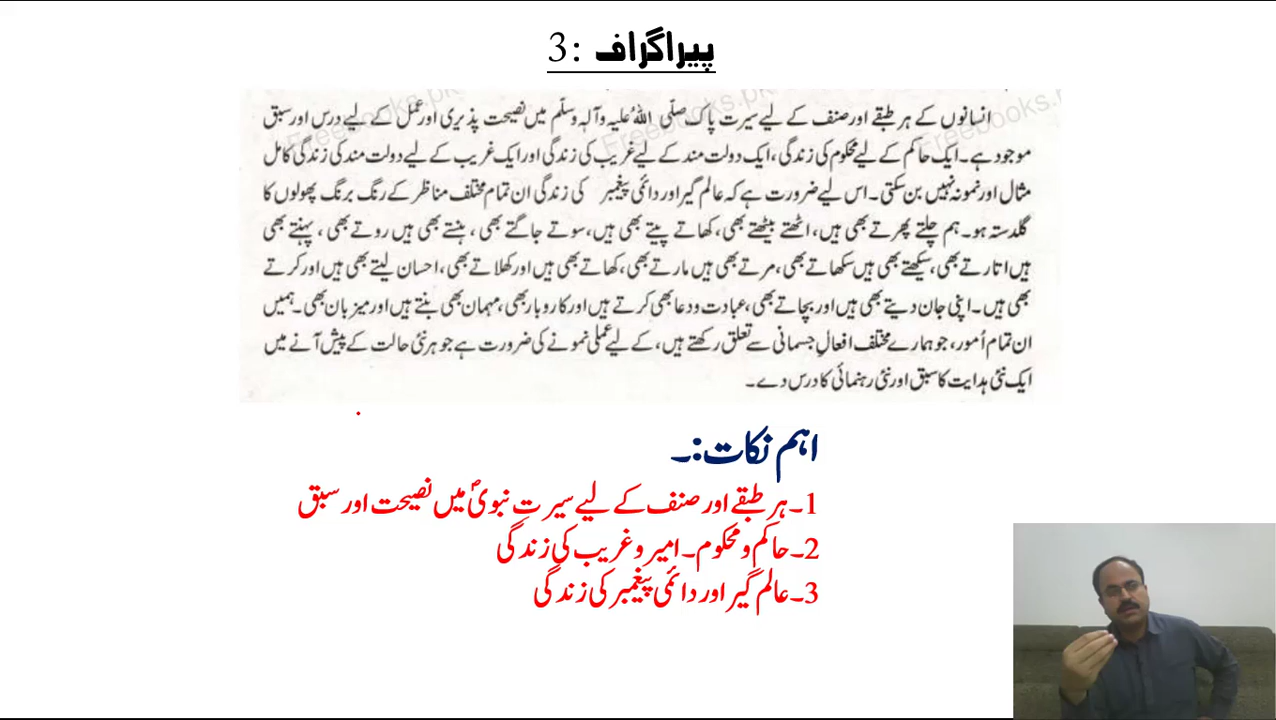 پیراگراف :3
انسانوں کے ہر طبقے اور صنف کے لیے سیرت پاک صلّی اللہُ علیہ وآلہٖ وسلّم میں نصیحت پذیری اور عمل کے لیے درس اور سبق
موجود ہے۔ ایک حاکم کے لیے محکوم کی زندگی، ایک دولت مند کے لیے غریب کی زندگی اور ایک غریب کے لیے دولت مند کی زندگی کامل
مثال اور نمونہ نہیں بن سکتی۔ اس لیے ضرورت ہے کہ عالم گیر اور دائمی پیغمبر کی زندگی ان تمام مختلف مناظر کے رنگ برنگ پھولوں کا
گلدستہ ہو۔ ہم چلتے پھرتے بھی ہیں، اٹھتے بیٹھتے بھی، کھاتے پیتے بھی ہیں، سوتے جاگتے بھی، ہنستے بھی ہیں روتے بھی، پہنتے بھی
ہیں اتارتے بھی، سیکھتے بھی ہیں سکھاتے بھی، مرتے بھی ہیں مارتے بھی، کھاتے بھی ہیں اور کھلاتے بھی، احسان لیتے بھی ہیں اور کرتے
بھی ہیں۔ اپنی جان دیتے بھی ہیں اور بچاتے بھی، عبادت و دعا بھی کرتے ہیں اور کاروبار بھی، مہمان بھی بنتے ہیں اور میزبان بھی۔ ہمیں
ان تمام اُمور، جو ہمارے مختلف افعالِ جسمانی سے تعلق رکھتے ہیں، کے لیے عملی نمونے کی ضرورت ہے جو ہر نئی حالت کے پیش آنے میں
ایک نئی ہدایت کا سبق اور نئی رہنمائی کا درس دے۔
اہم نکات:۔
1۔ہر طبقے اور صنف کے لیے سیرتِ نبویؐ میں نصیحت اور سبق
2۔حاکم و محکوم۔امیر و غریب کی زندگی
3۔عالم گیر اور دائمی پیغمبر کی زندگی